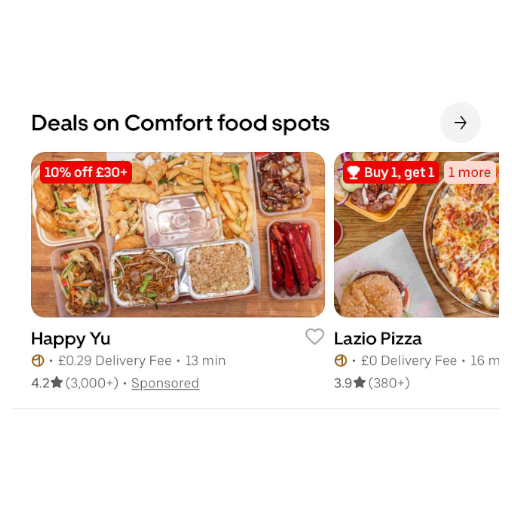 Deals on Comfort food spots
10% off £30+
Buy 1, get 1
1 more
Happy Yu
• £0.29 Delivery Fee • 13 min
4.2 (3,000+) • Sponsored
Lazio Pizza
• £0 Delivery Fee • 16 m
3.9 (380+)